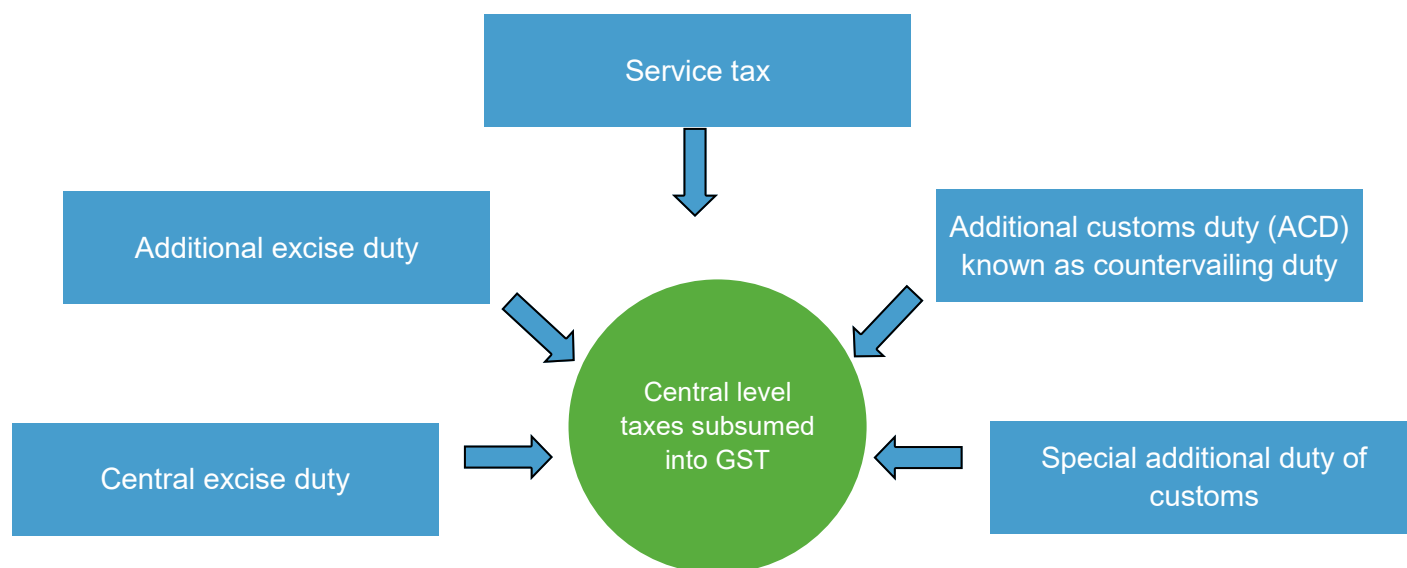 Service tax
Additional excise duty
Additional customs duty (ACD)
known as countervailing duty
Central level
taxes subsumed
into GST
Central excise duty
Special additional duty of
customs